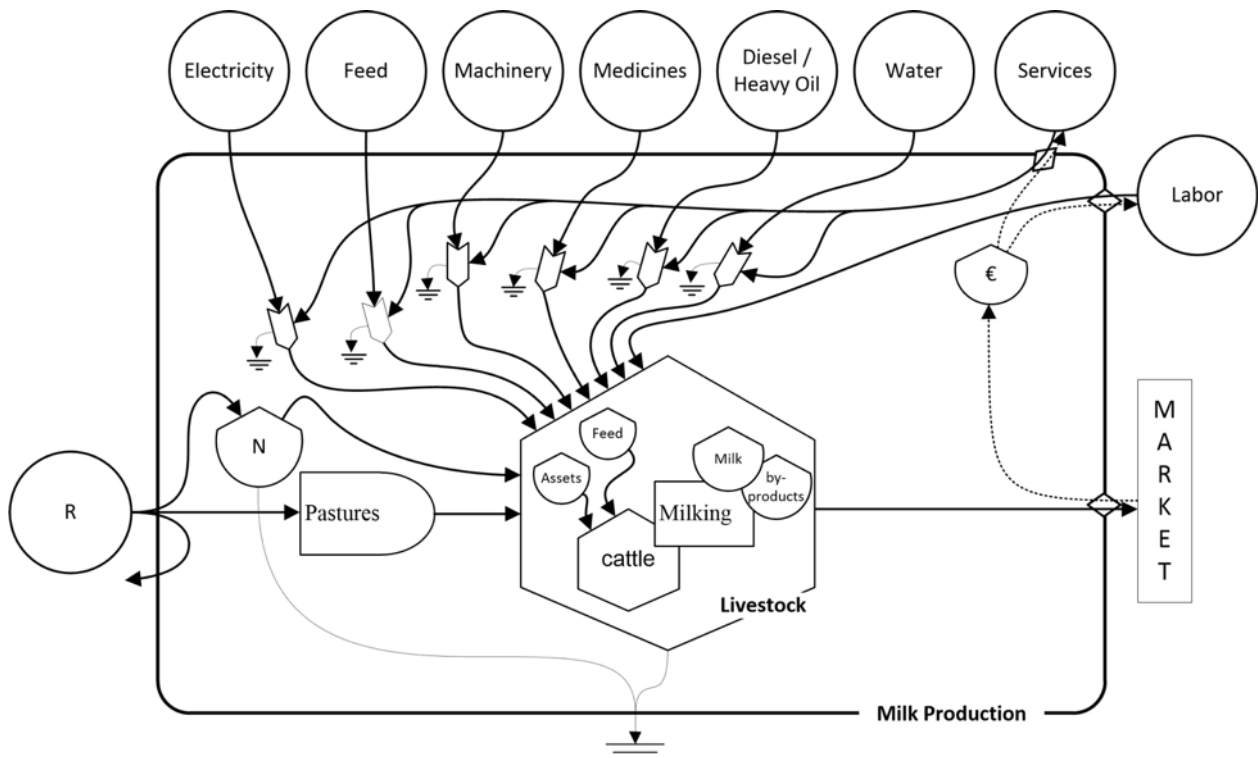 Electricity
Feed
Machinery
Medicines
Diesel /
Heavy Oil
Water
Services
Labor
€
M
A
R
K
E
T
R
N
Pastures
Assets
Feed
Milk
by-
products
Milking
cattle
Livestock
Milk Production